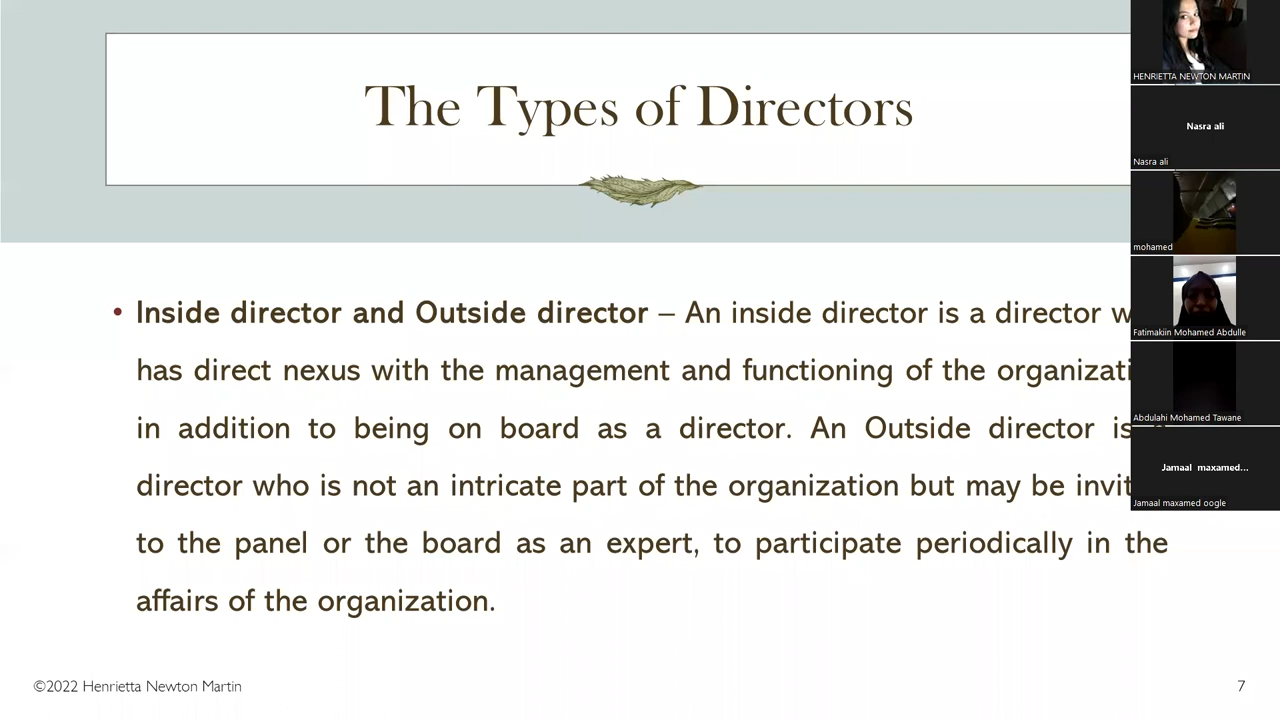 The Types of Directors
• Inside director and Outside director – An inside director is a director
has direct nexus with the management and functioning of the organizati
in addition to being on board as a director. An Outside director is
director who is not an intricate part of the organization but may be invit
to the panel or the board as an expert, to participate periodically in the
affairs of the organization.
©2022 Henrietta Newton Martin
7
HENRIETTA NEWTON MARTIN
Nasra ali
Nasra ali
mohamed
Fatimakiin Mohamed Abdulle
Abdulahi Mohamed Tawane
Jamaal maxamed...
Jamaal maxamed oogle